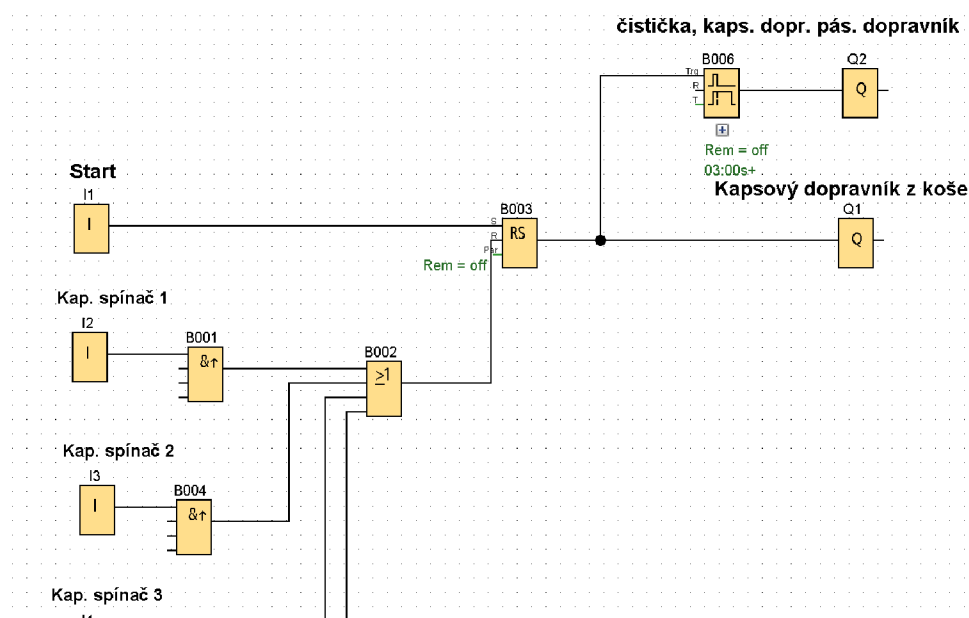 čistička, kaps. dopr. pás. dopravník
B006
Q2
Trg
R
T
Q
Rem = off
03:00s+
Start
Kapsový dopravník z koše
I1
B003
Q1
I
S
R
Par
RS
Q
Rem = off
Kap. spínač 1
I2
B001
I
&↑
B002
≥1
Kap. spínač 2
I3
B004
I
&↑
Kap. spínač 3